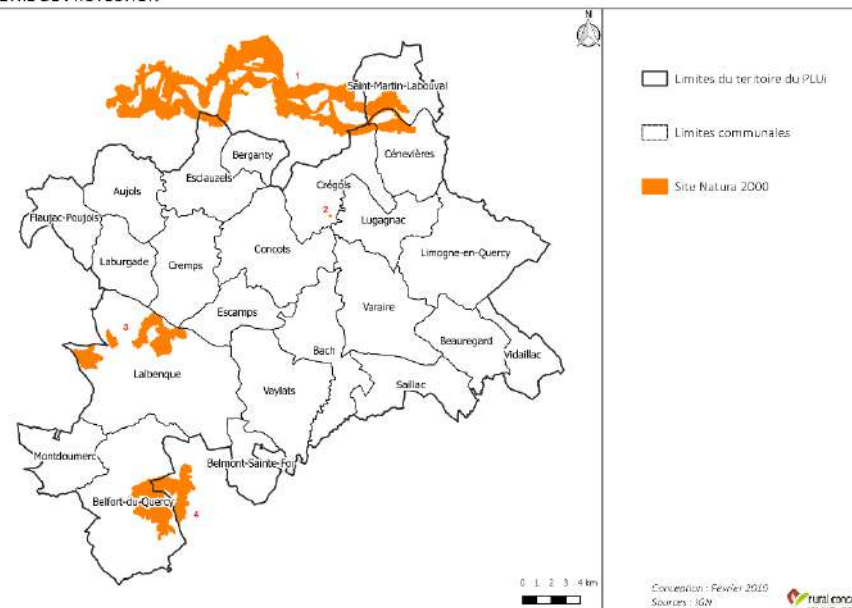 N
1
Saint-Martin-Labouval
Limites du territoire du PLUi
Limites communales
Site Natura 2000
Berganty
Cénevières
Esclauzels
Crégols
Aujols
2
Flaujac-Poujols
Lugagnac
Concots
Limogne-en-Quercy
Laburgade
Cremps
Escamps
Varaire
3
Beauregard
Bach
Vidaillac
Lalbenque
Saillac
Vaylats
Montdoumerc
Belmont-Sainte-Foi
Belfort-du-Quercy
4
0 1 2 3 4 km
Conception : Février 2019
Sources : IGN